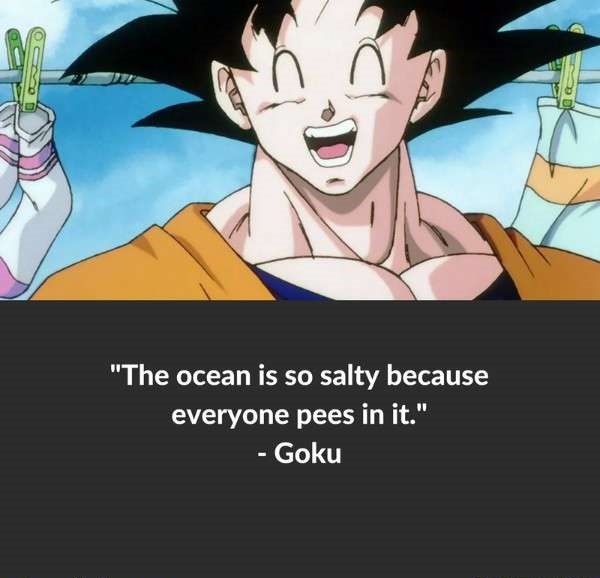 "The ocean is so salty because
everyone pees in it."
- Goku